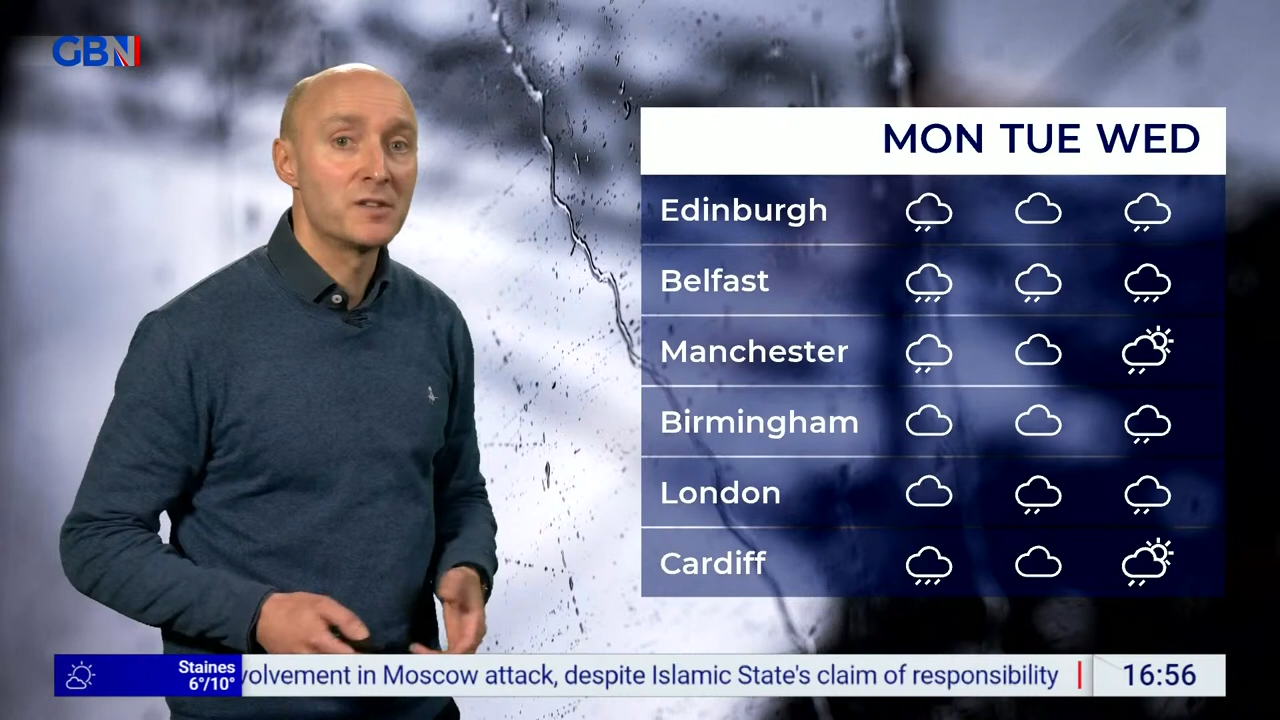 GBN
MON TUE WED
Edinburgh
Belfast
Manchester
Birmingham
London
Cardiff
Staines
6°/10°
volvement in Moscow attack, despite Islamic State's claim of responsibility
16:56